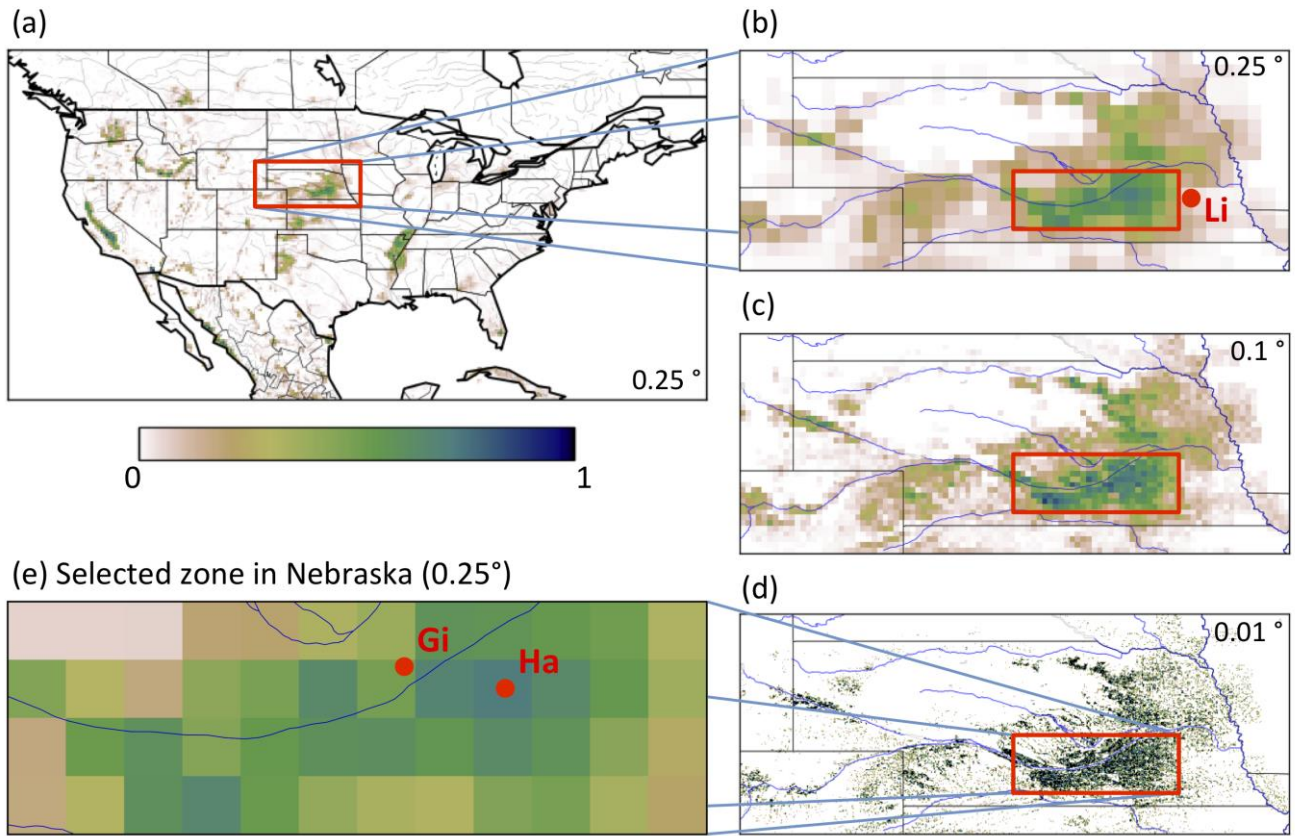 (a)
(b)
0.25 °
Li
0.25 °
(c)
0.1 °
0
1
(e) Selected zone in Nebraska (0.25°)
(d)
0.01 °
Gi
Ha